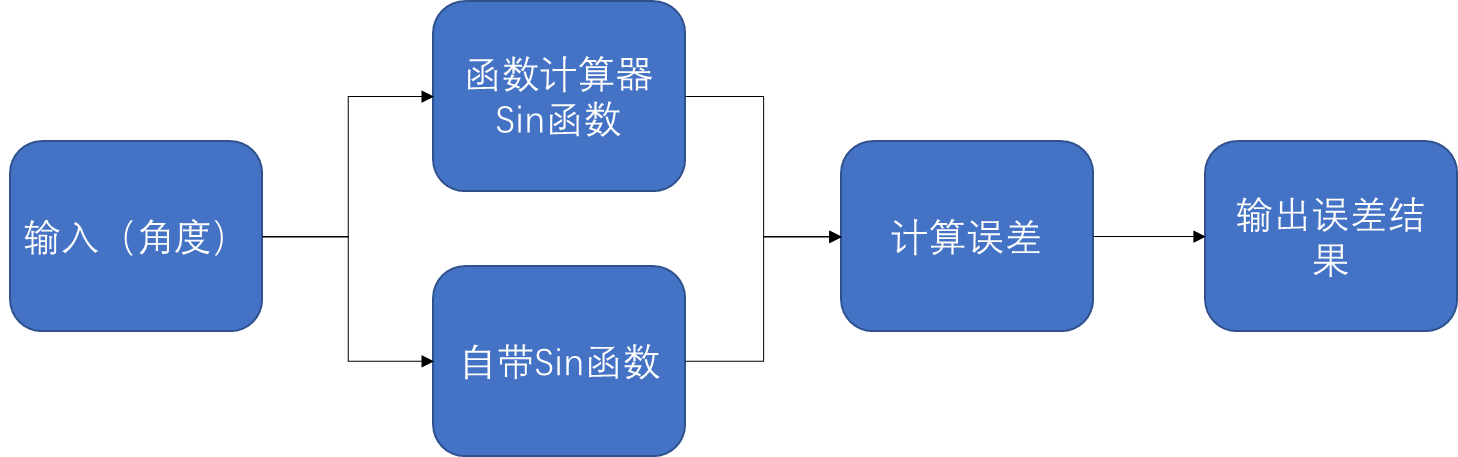 输入（角度）
函数计算器
Sin函数
自带Sin函数
计算误差
输出误差结
果